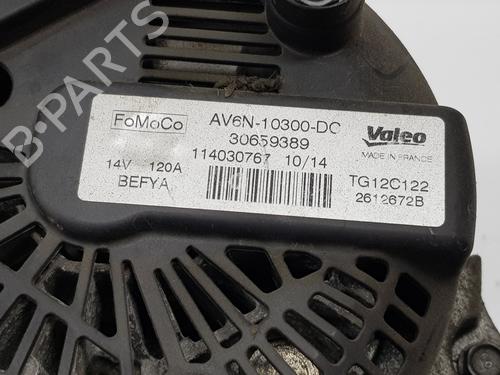 B-PARTS
FoMoCo AV6N-10300-DC Valeo
30659389 MADE IN FRANCE
114030767 10/14
14V 120A TG12C122
BEFYA 2612672B